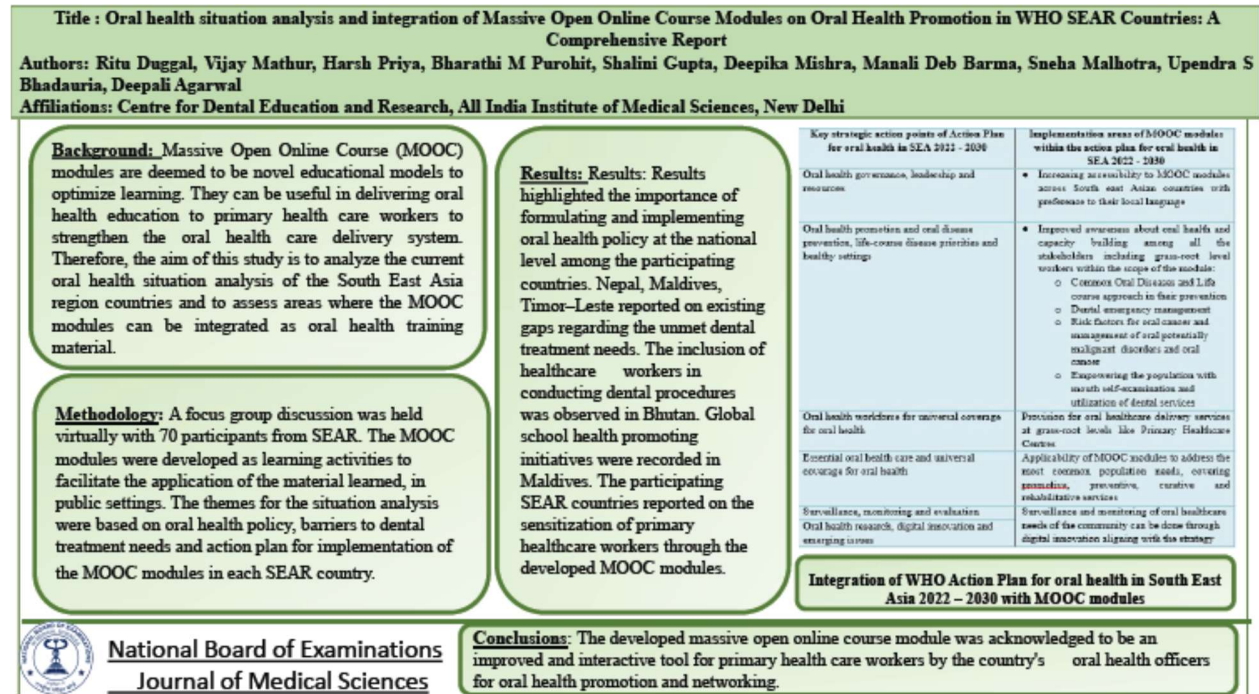 Title : Oral health situation analysis and integration of Massive Open Online Course Modules on Oral Health Promotion in WHO SEAR Countries: A
Comprehensive Report
Authors: Ritu Duggal, Vijay Mathur, Harsh Priya, Bharathi M Purohit, Shalini Gupta, Deepika Mishra, Manali Deb Barma, Sneha Malhotra, Upendra S
Bhadauria, Deepali Agarwal
Affiliations: Centre for Dental Education and Research, All India Institute of Medical Sciences, New Delhi
Background: Massive Open Online Course (MOOC)
modules are deemed to be novel educational models to
optimize learning. They can be useful in delivering oral
health education to primary health care workers to
strengthen the oral health care delivery system.
Therefore, the aim of this study is to analyze the current
oral health situation analysis of the South East Asia
region countries and to assess areas where the MOOC
modules can be integrated as oral health training
material.
Methodology: A focus group discussion was held
virtually with 70 participants from SEAR. The MOOC
modules were developed as learning activities to
facilitate the application of the material learned, in
public settings. The themes for the situation analysis
were based on oral health policy, barriers to dental
treatment needs and action plan for implementation of
the MOOC modules in each SEAR country.
Results: Results: Results
highlighted the importance of
formulating and implementing
oral health policy at the national
level among the participating
countries. Nepal, Maldives,
Timor–Leste reported on existing
gaps regarding the unmet dental
treatment needs. The inclusion of
healthcare workers in
conducting dental procedures
was observed in Bhutan. Global
school health promoting
initiatives were recorded in
Maldives. The participating
SEAR countries reported on the
sensitization of primary
healthcare workers through the
developed MOOC modules.
Key strategic action points of Action Plan
for oral health in SEA 2022 - 2030
Implementation areas of MOOC modules
within the action plan for oral health in
SEA 2022 - 2030
Oral health governance, leadership and
resources
• Increasing accessibility to MOOC modules
across South east Asian countries with
preference to their local language
Oral health promotion and oral disease
prevention, life-course disease priorities and
healthy settings
• Improved awareness about oral health and
capacity building among all the
stakeholders including grass-root level
workers within the scope of the module:
o Common Oral Diseases and Life
course approach in their prevention
o Dental emergency management
o Risk factors for oral cancer and
management of oral potentially
malignant disorders and oral
cancer
o Empowering the population with
mouth self-examination and
utilization of dental services
Oral health workforce for universal coverage
for oral health
Provision for oral healthcare delivery services
at grass-root levels like Primary Healthcare
Centres
Essential oral health care and universal
coverage for oral health
Applicability of MOOC modules to address the
most common population needs, covering
promotive, preventive, curative and
rehabilitative services
Surveillance, monitoring and evaluation
Oral health research, digital innovation and
emerging issues
Surveillance and monitoring of oral healthcare
needs of the community can be done through
digital innovation aligning with the strategy
Integration of WHO Action Plan for oral health in South East
Asia 2022 – 2030 with MOOC modules
National Board of Examinations
Journal of Medical Sciences
Conclusions: The developed massive open online course module was acknowledged to be an
improved and interactive tool for primary health care workers by the country's oral health officers
for oral health promotion and networking.